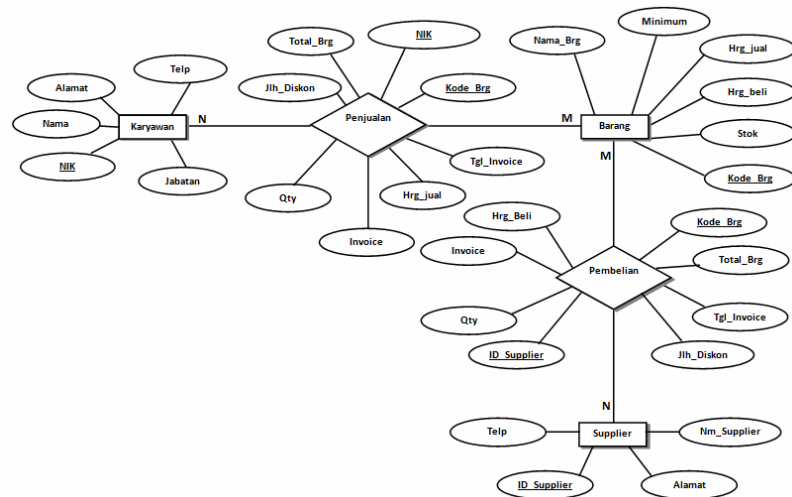 Minimum
NIK
Total_Brg
Nama_Brg
Hrg_jual
Telp
Alamat
Jlh_Diskon
Kode_Brg
Hrg_beli
N
Penjualan
M
Barang
Nama
Karyawan
Stok
M
NIK
Tgl_Invoice
Jabatan
Kode_Brg
Qty
Hrg_jual
Hrg_Beli
Kode_Brg
Invoice
Invoice
Total_Brg
Pembelian
Qty
Tgl_Invoice
ID_Supplier
Jlh_Diskon
N
Telp
Supplier
Nm_Supplier
ID_Supplier
Alamat